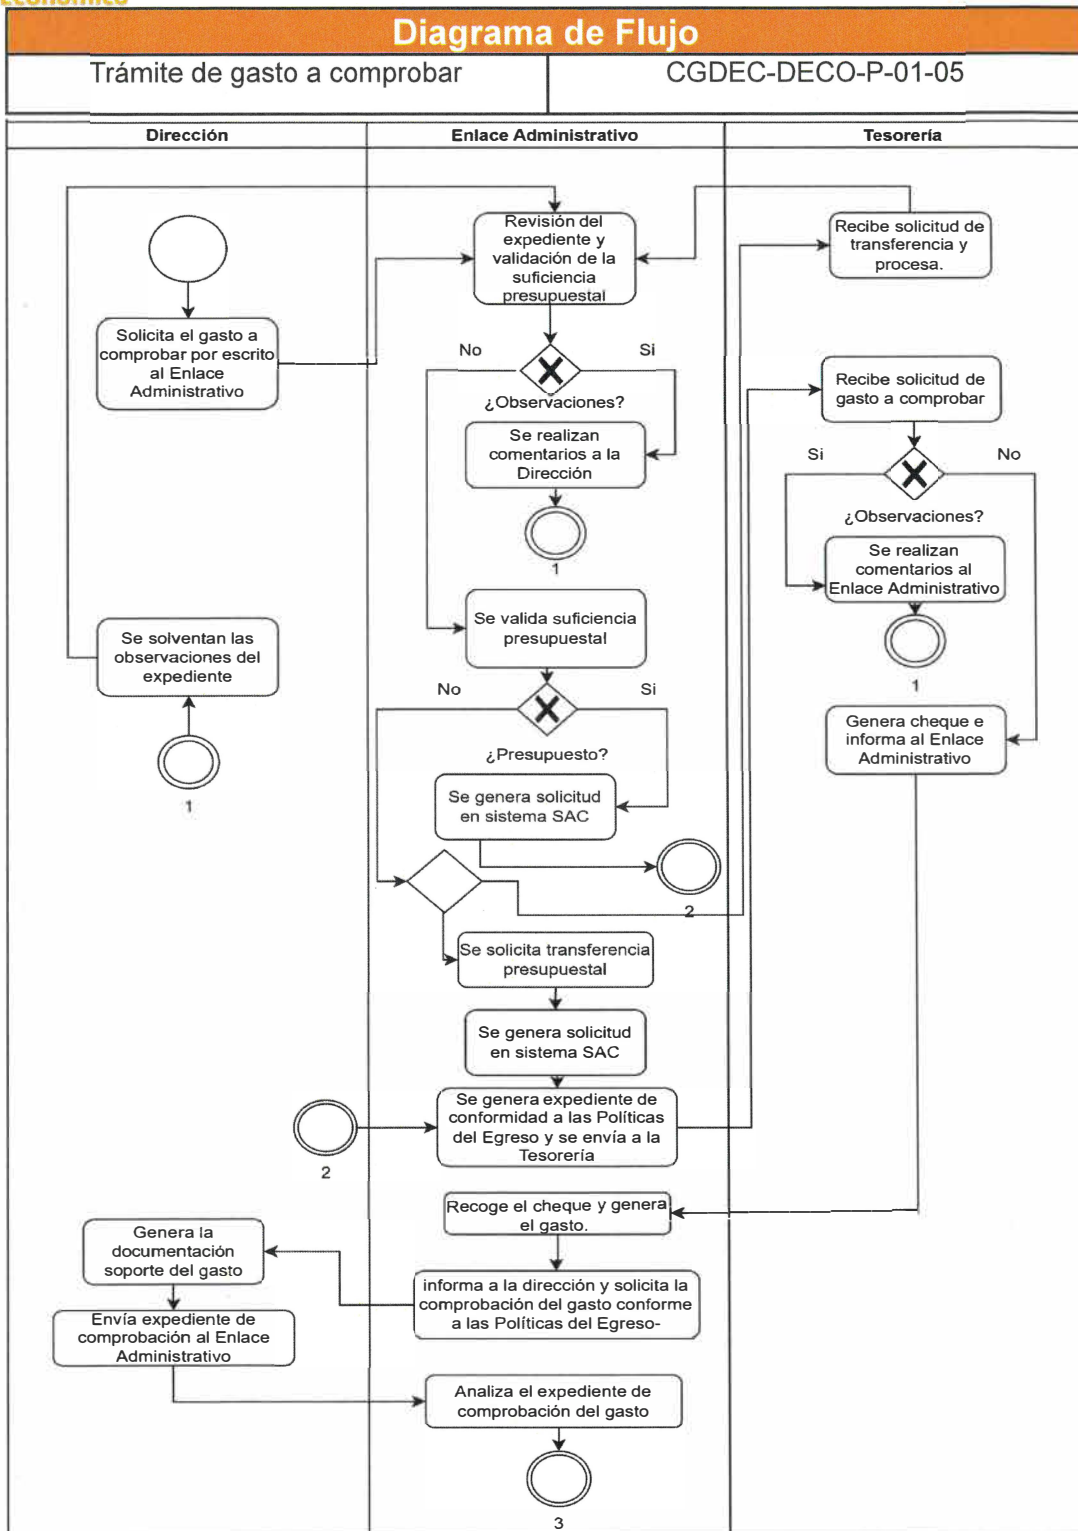 Económico
Diagrama de Flujo
Trámite de gasto a comprobar
CGDEC-DECO-P-01-05
Dirección
Enlace Administrativo
Tesorería
Revisión del
expediente y
validación de la
suficiencia
presupuestal
Recibe solicitud de
transferencia y
procesa.
Solicita el gasto a
comprobar por escrito
al Enlace
Administrativo
No
Si
¿Observaciones?
Recibe solicitud de
gasto a comprobar
Se realizan
comentarios a la
Dirección
1
Si
No
¿Observaciones?
Se realizan
comentarios al
Enlace Administrativo
1
Se valida suficiencia
presupuestal
Se solventan las
observaciones del
expediente
1
No
Si
¿Presupuesto?
Genera cheque e
informa al Enlace
Administrativo
Se genera solicitud
en sistema SAC
2
Se solicita transferencia
presupuestal
Se genera solicitud
en sistema SAC
Se genera expediente de
conformidad a las Políticas
del Egreso y se envía a la
Tesorería
2
Recoge el cheque y genera
el gasto.
Genera la
documentación
soporte del gasto
informa a la dirección y solicita la
comprobación del gasto conforme
a las Políticas del Egreso-
Envía expediente de
comprobación al Enlace
Administrativo
Analiza el expediente de
comprobación del gasto
3